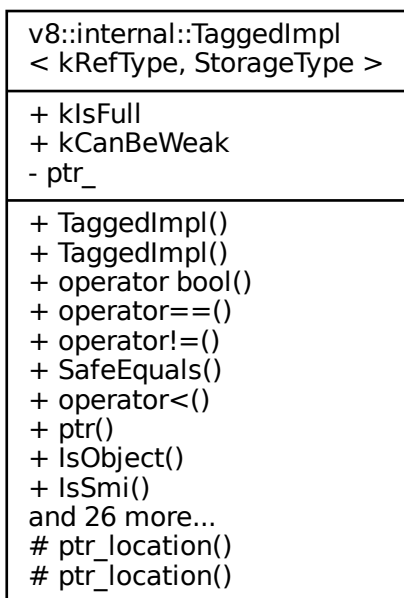 v8::internal::TaggedImpl
< kRefType, StorageType >
+ kIsFull
+ kCanBeWeak
- ptr_
+ TaggedImpl()
+ TaggedImpl()
+ operator bool()
+ operator==()
+ operator!=()
+ SafeEquals()
+ operator<()
+ ptr()
+ IsObject()
+ IsSmi()
and 26 more...
# ptr_location()
# ptr_location()